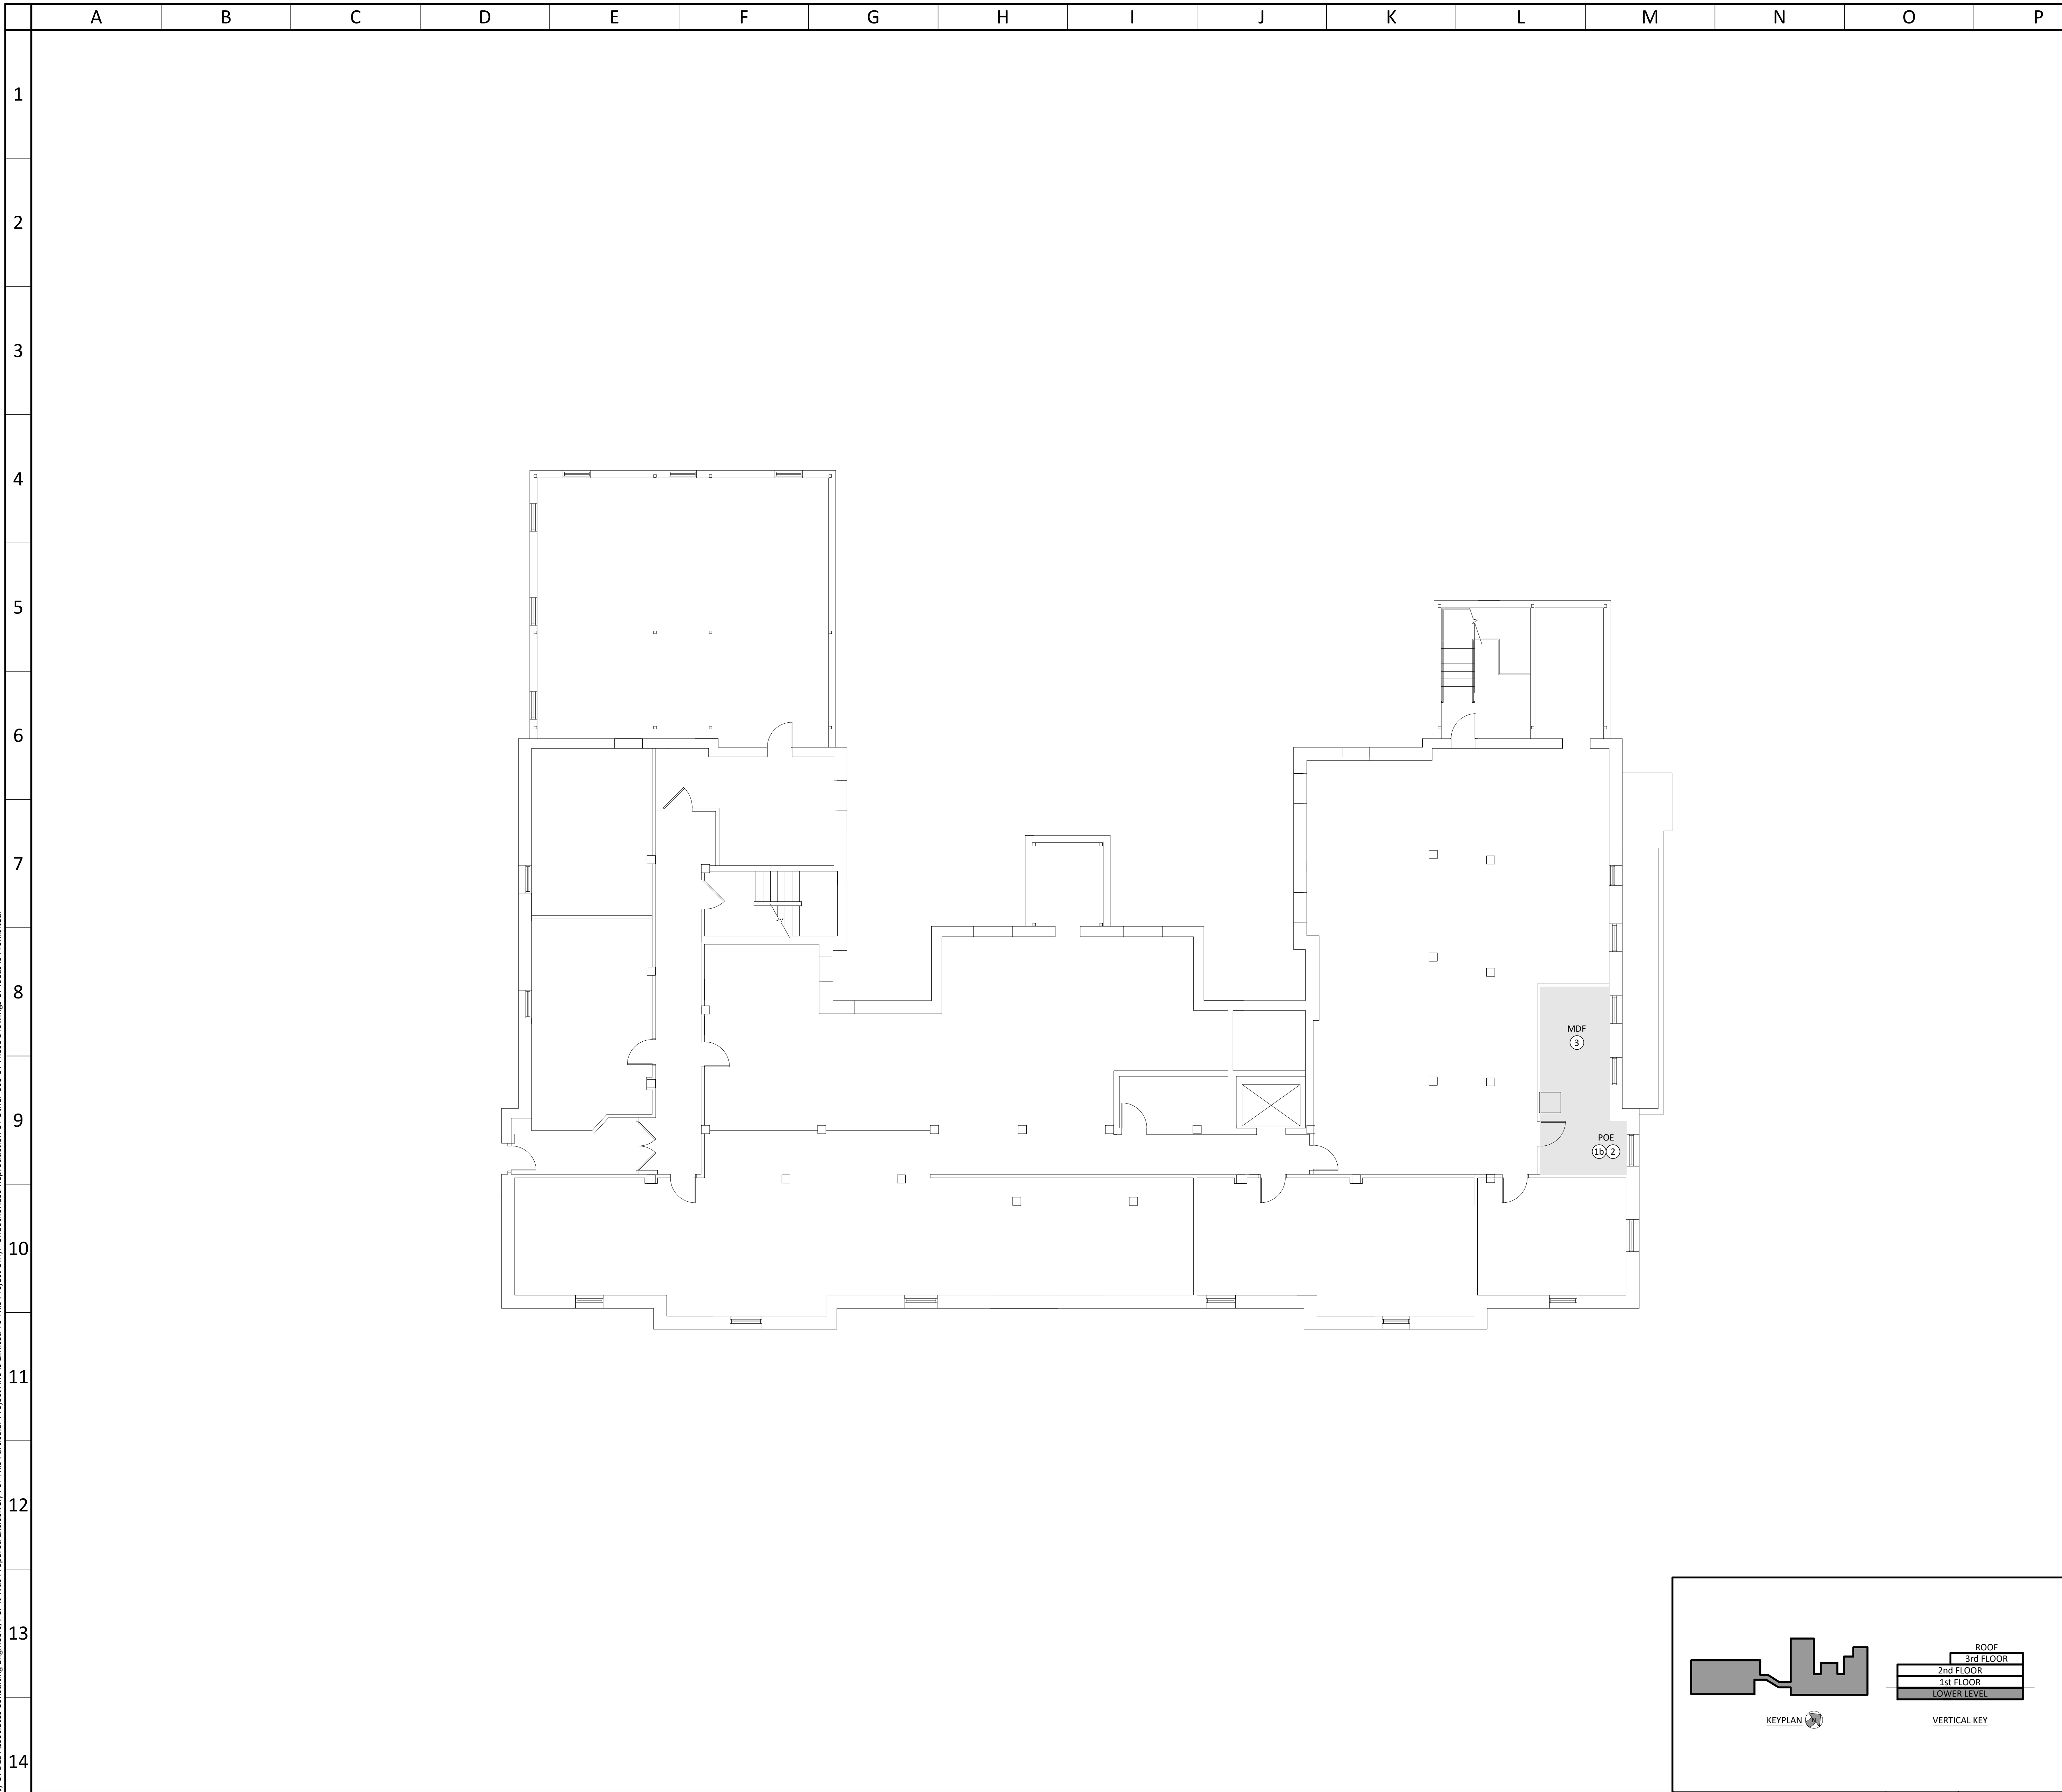 A B C D E F G H I J K L M N O P
1
2
3
4
5
6
7
8
9
10
11
12
13
14
MDF
3
POE
1b 2
ROOF
3rd FLOOR
2nd FLOOR
1st FLOOR
LOWER LEVEL
KEYPLAN N
VERTICAL KEY